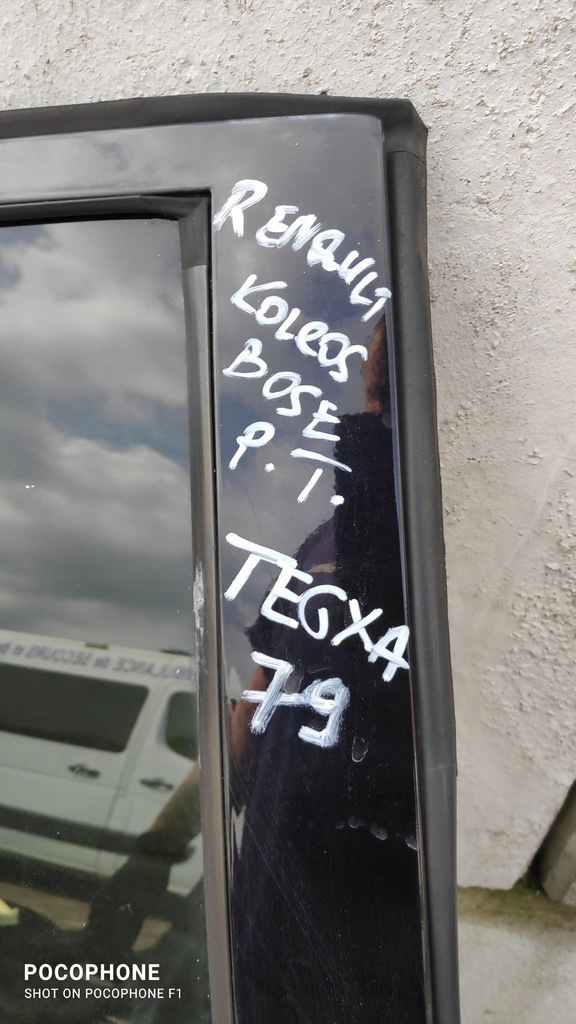 RENAULT
KOLeOS
BOSE
P.T.
TEGXA
79
POCOPHONE
SHOT ON POCOPHONE F1